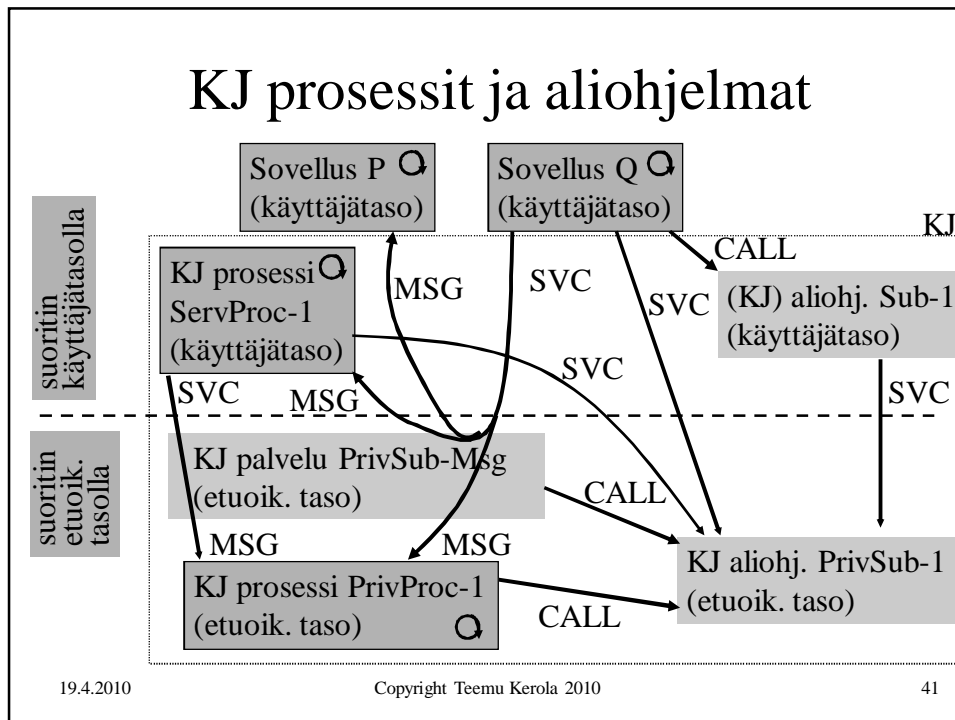 KJ prosessit ja aliohjelmat
Sovellus P
(käyttäjätaso)
Sovellus Q
(käyttäjätaso)
KJ
suoritin
käyttäjätasolla
KJ prosessi
ServProc-1
(käyttäjätaso)
MSG
SVC
CALL
SVC
(KJ) aliohj. Sub-1
(käyttäjätaso)
SVC
MSG
SVC
SVC
suoritin
etuoik.
tasolla
KJ palvelu PrivSub-Msg
(etuoik. taso)
CALL
MSG
MSG
KJ prosessi PrivProc-1
(etuoik. taso)
CALL
KJ aliohj. PrivSub-1
(etuoik. taso)
19.4.2010
Copyright Teemu Kerola 2010
41